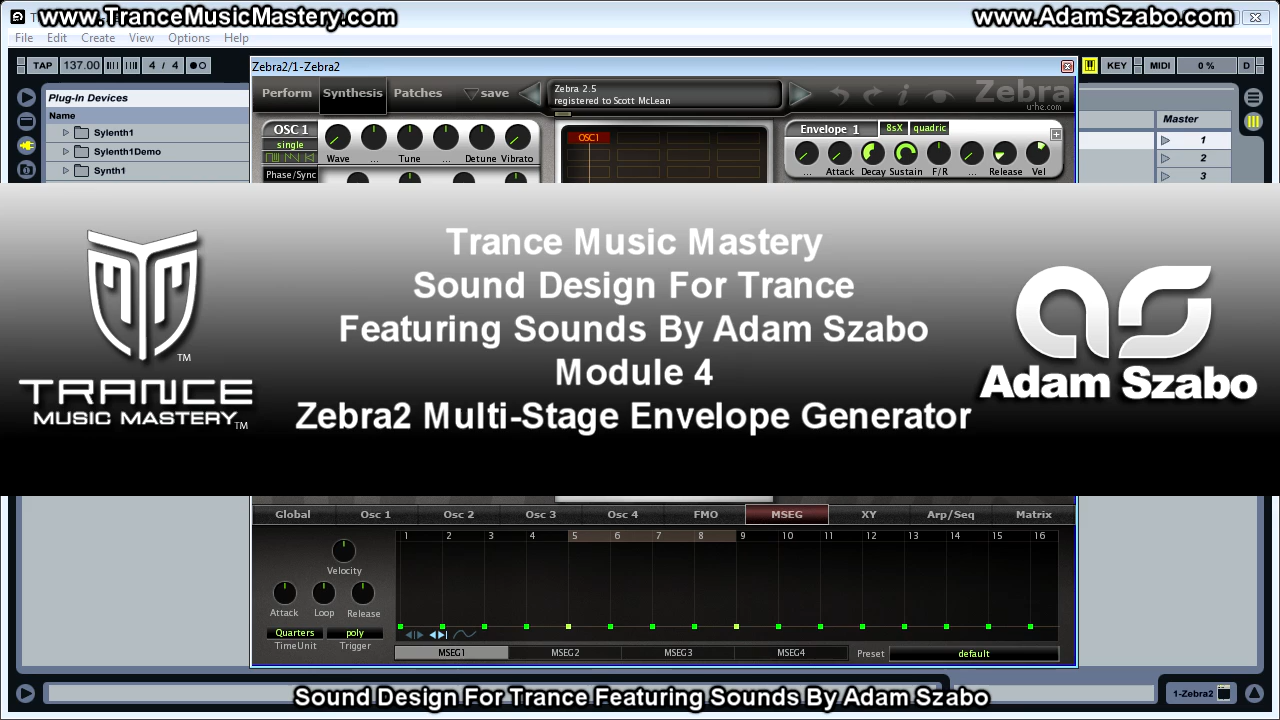 www.TranceMusicMastery.com
www.AdamSzabo.com
File Edit Create View Options Help
TAP 137.00 4 / 4
KEY MIDI 0 % D
Zebra2/1-Zebra2
Plug-In Devices
Name
Sylenth1
Sylenth1Demo
Synth1
Perform Synthesis Patches save
Zebra 2.5
registered to Scott McLean
Zebra
u-he.com
Master
1
2
3
OSC 1
single
Wave ... Tune ... Detune Vibrato
Phase/Sync
OSC1
Envelope 1 8sX quadric
... Attack Decay Sustain F/R ... Release Vel
Trance Music Mastery
Sound Design For Trance
Featuring Sounds By Adam Szabo
Module 4
Zebra2 Multi-Stage Envelope Generator
TRANCE
MUSIC MASTERY TM
TM
Adam Szabo
Global Osc 1 Osc 2 Osc 3 Osc 4 FMO MSEG XY Arp/Seq Matrix
1 2 3 4 5 6 7 8 9 10 11 12 13 14 15 16
Velocity
Attack Loop Release
Quarters poly
TimeUnit Trigger
MSEG1 MSEG2 MSEG3 MSEG4 Preset default
Sound Design For Trance Featuring Sounds By Adam Szabo
1-Zebra2